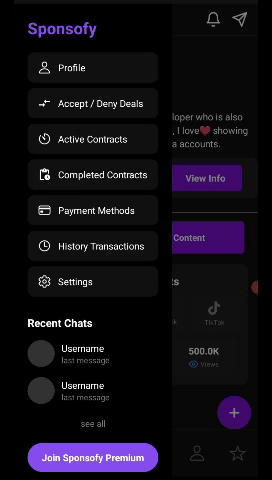 Sponsofy
Profile
Accept / Deny Deals
Active Contracts
Completed Contracts
Payment Methods
History Transactions
Settings
Recent Chats
Username
last message
Username
last message
see all
Join Sponsofy Premium
loper who is also
, I love❤️ showing
a accounts.
View Info
Content
ts
k
TikTok
500.0K
Views
+